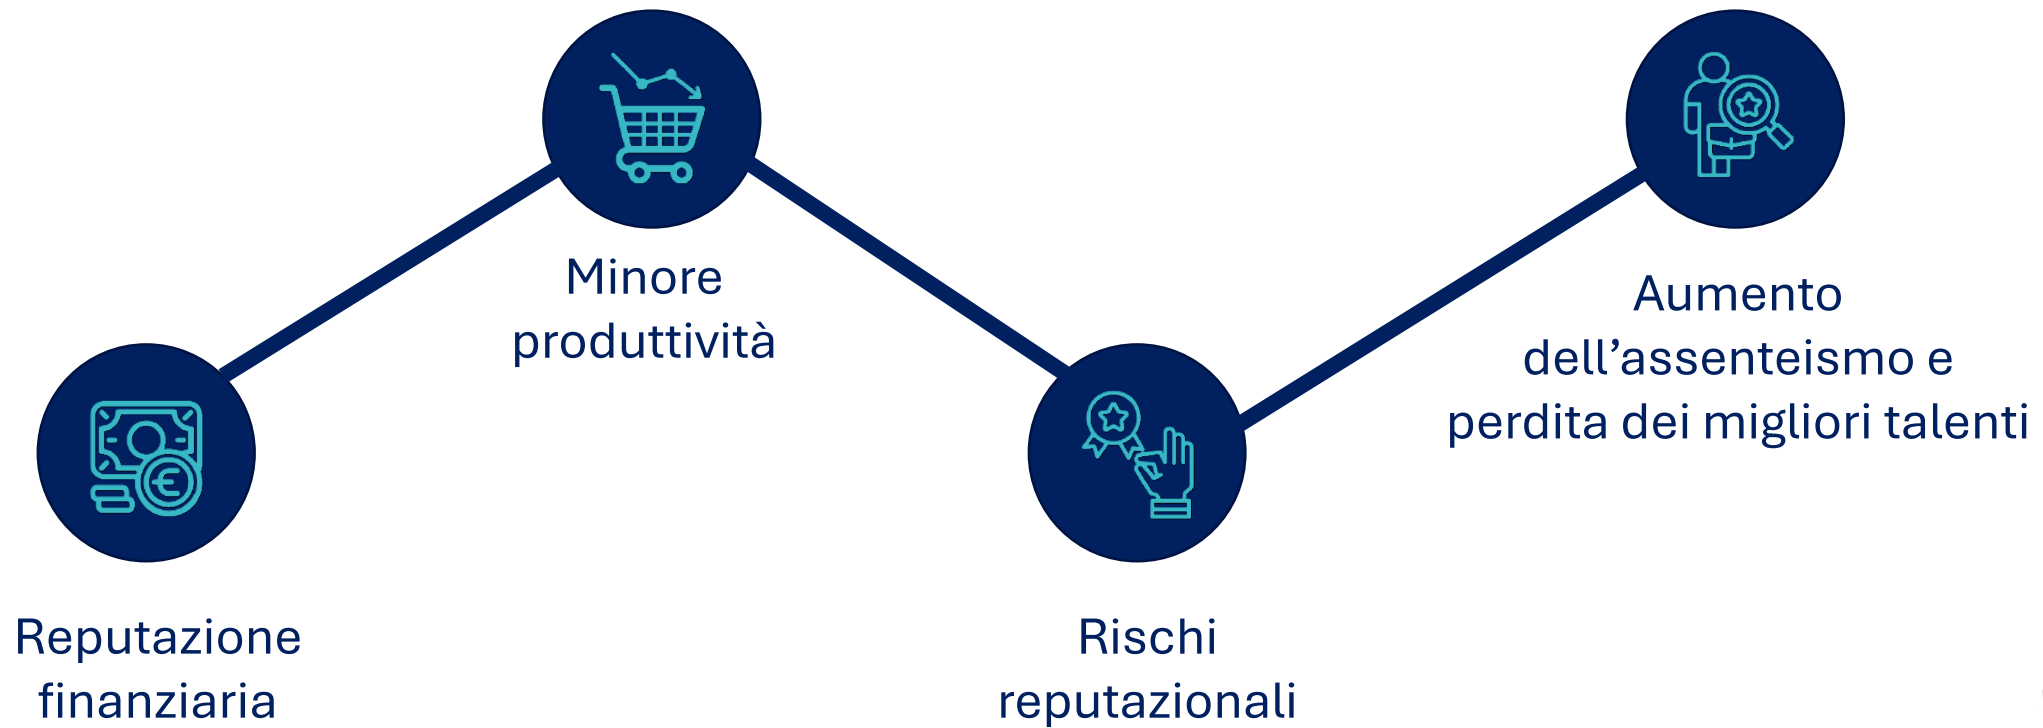 Reputazione
finanziaria
Minore
produttività
Rischi
reputazionali
Aumento
dell’assenteismo e
perdita dei migliori talenti